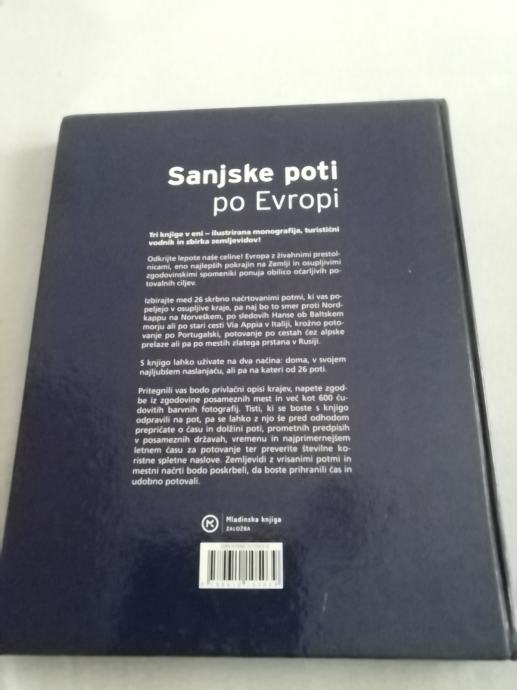 Sanjske poti
po Evropi
Tri knjige v eni – ilustrirana monografija, turistični
vodnik in zbirka zemljevidov!
Odkrijte lepote naše celine! Evropa z živahnimi prestol-
nicami, eno najlepših pokrajin na Zemlji in osupljivimi
zgodovinskimi spomeniki ponuja obilico očarljivih po-
tovalnih ciljev.
Izbirajte med 26 skrbno načrtovanimi potmi, ki vas po-
peljejo v osupljive kraje, pa naj bo to smer proti Nord-
kappu na Norveškem, po sledovih Hanse ob Baltskem
morju ali po stari cesti Via Appia v Italiji, krožno poto-
vanje po Portugalski, potovanje po cestah čez alpske
prelaze ali pa po mestih zlatega prstana v Rusiji.
S knjigo lahko uživate na dva načina: doma, v svojem
najljubšem naslanjaču, ali pa na kateri od 26 poti.
Pritegnili vas bodo privlačni opisi krajev, napete zgod-
be iz zgodovine posameznih mest in več kot 600 ču-
dovitih barvnih fotografij. Tisti, ki se boste s knjigo
odpravili na pot, pa se lahko z njo še pred odhodom
prepričate o času in dolžini poti, prometnih predpisih
v posameznih državah, vremenu in najprimernejšem
letnem času za potovanje ter preverite številne ko-
ristne spletne naslove. Zemljevidi z vrisanimi potmi in
mestni načrti bodo poskrbeli, da boste prihranili čas in
udobno potovali.
Mladinska knjiga
ZALOŽBA